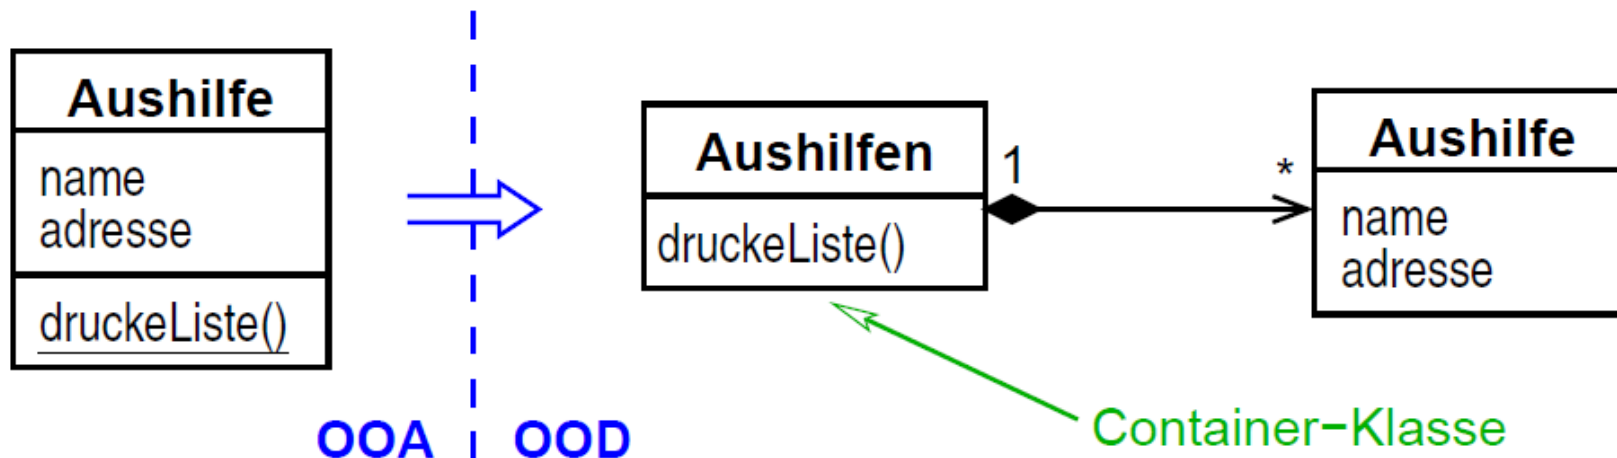 Aushilfe
name
adresse
druckeListe()
OOA
OOD
Aushilfen
druckeListe()
1
*
Aushilfe
name
adresse
Container-Klasse